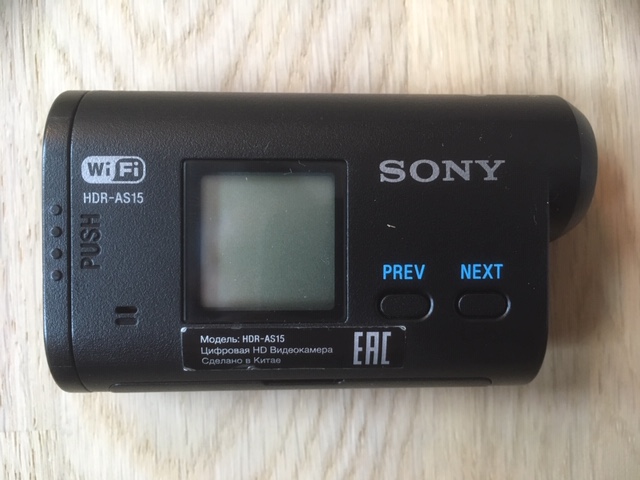 WiFi
HDR-AS15
PUSH
SONY
PREV NEXT
Модель: HDR-AS15
Цифровая HD Видеокамера
Сделано в Китае
EAC